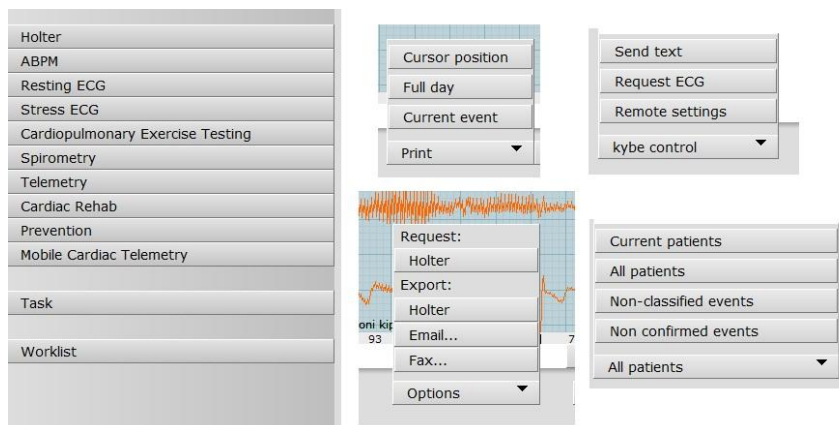 Holter
ABPM
Resting ECG
Stress ECG
Cardiopulmonary Exercise Testing
Spirometry
Telemetry
Cardiac Rehab
Prevention
Mobile Cardiac Telemetry
Task
Worklist
Cursor position
Full day
Current event
Print
Send text
Request ECG
Remote settings
kybe control
Request:
Holter
Export:
Holter
oni kip
Email...
93
7
Fax...
Options
Current patients
All patients
Non-classified events
Non confirmed events
All patients